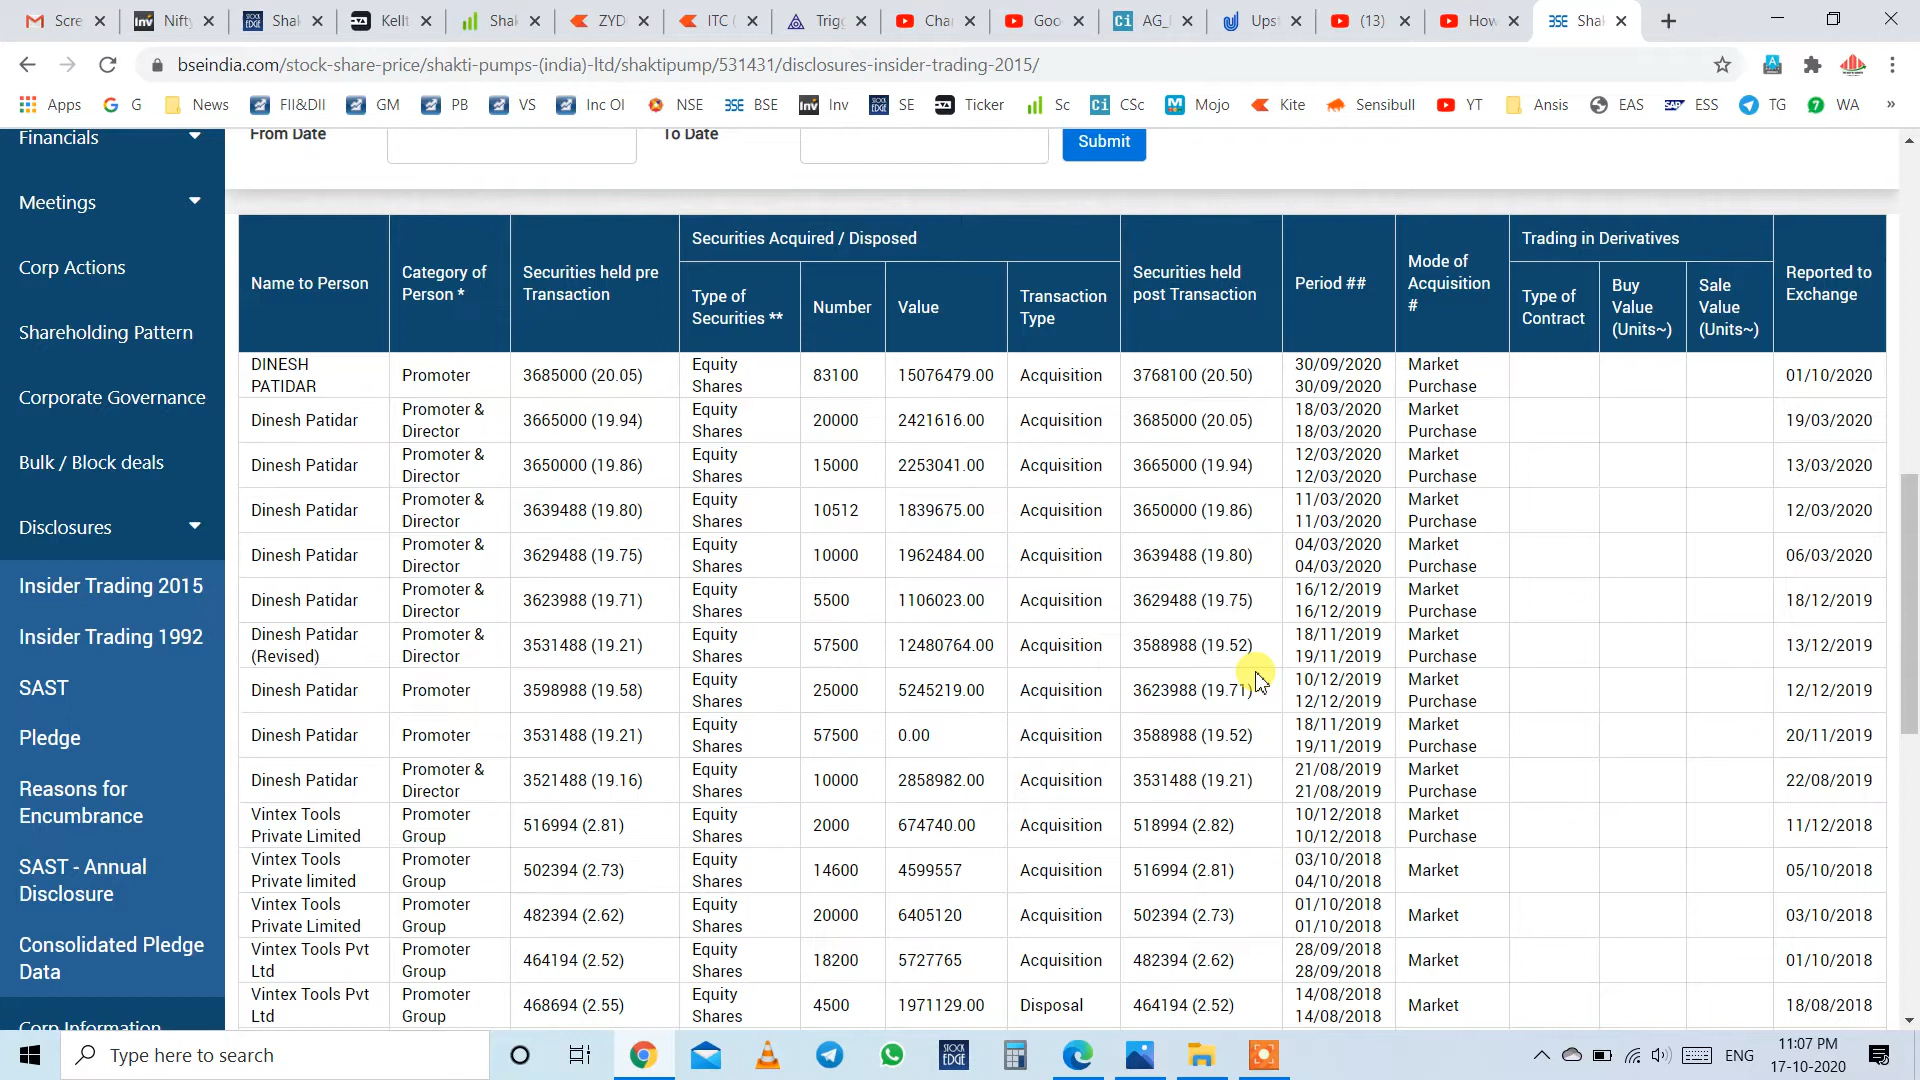 Scre Nifty Shak Kellt Shak ZYD ITC ( Trigg Char Goo AG_ Upst (13) How Shak
bseindia.com/stock-share-price/shakti-pumps-(india)-ltd/shaktipump/531431/disclosures-insider-trading-2015/
Apps G News FII&DII GM PB VS Inc OI NSE BSE Inv SE Ticker Sc CSc Mojo Kite Sensibull YT Ansis EAS ESS TG WA »
Financials
Meetings
Corp Actions
Shareholding Pattern
Corporate Governance
Bulk / Block deals
Disclosures
Insider Trading 2015
Insider Trading 1992
SAST
Pledge
Reasons for
Encumbrance
SAST - Annual
Disclosure
Consolidated Pledge
Data
Corp Information
From Date To Date Submit
Name to Person
Category of
Person *
Securities held pre
Transaction
Securities Acquired / Disposed
Type of
Securities **
Number
Value
Transaction
Type
Securities held
post Transaction
Period ##
Mode of
Acquisition
#
Trading in Derivatives
Type of
Contract
Buy
Value
(Units~)
Sale
Value
(Units~)
Reported to
Exchange
DINESH Equity 30/09/2020 Market
PATIDAR Promoter 3685000 (20.05) Shares 83100 15076479.00 Acquisition 3768100 (20.50) 30/09/2020 Purchase 01/10/2020
Promoter & Equity 18/03/2020 Market
Dinesh Patidar Director 3665000 (19.94) Shares 20000 2421616.00 Acquisition 3685000 (20.05) 18/03/2020 Purchase 19/03/2020
Promoter & Equity 12/03/2020 Market
Dinesh Patidar Director 3650000 (19.86) Shares 15000 2253041.00 Acquisition 3665000 (19.94) 12/03/2020 Purchase 13/03/2020
Promoter & Equity 11/03/2020 Market
Dinesh Patidar Director 3639488 (19.80) Shares 10512 1839675.00 Acquisition 3650000 (19.86) 11/03/2020 Purchase 12/03/2020
Promoter & Equity 04/03/2020 Market
Dinesh Patidar Director 3629488 (19.75) Shares 10000 1962484.00 Acquisition 3639488 (19.80) 04/03/2020 Purchase 06/03/2020
Promoter & Equity 16/12/2019 Market
Dinesh Patidar Director 3623988 (19.71) Shares 5500 1106023.00 Acquisition 3629488 (19.75) 16/12/2019 Purchase 18/12/2019
Dinesh Patidar Promoter & Equity 18/11/2019 Market
(Revised) Director 3531488 (19.21) Shares 57500 12480764.00 Acquisition 3588988 (19.52) 19/11/2019 Purchase 13/12/2019
Equity 10/12/2019 Market
Dinesh Patidar Promoter 3598988 (19.58) Shares 25000 5245219.00 Acquisition 3623988 (19.71) 12/12/2019 Purchase 12/12/2019
Equity 18/11/2019 Market
Dinesh Patidar Promoter 3531488 (19.21) Shares 57500 0.00 Acquisition 3588988 (19.52) 19/11/2019 Purchase 20/11/2019
Promoter & Equity 21/08/2019 Market
Dinesh Patidar Director 3521488 (19.16) Shares 10000 2858982.00 Acquisition 3531488 (19.21) 21/08/2019 Purchase 22/08/2019
Vintex Tools Promoter Equity 10/12/2018 Market
Private Limited Group 516994 (2.81) Shares 2000 674740.00 Acquisition 518994 (2.82) 10/12/2018 Purchase 11/12/2018
Vintex Tools Promoter Equity 03/10/2018
Private limited Group 502394 (2.73) Shares 14600 4599557 Acquisition 516994 (2.81) 04/10/2018 Market 05/10/2018
Vintex Tools Promoter Equity 01/10/2018
Private Limited Group 482394 (2.62) Shares 20000 6405120 Acquisition 502394 (2.73) 01/10/2018 Market 03/10/2018
Vintex Tools Pvt Promoter Equity 28/09/2018
Ltd Group 464194 (2.52) Shares 18200 5727765 Acquisition 482394 (2.62) 28/09/2018 Market 01/10/2018
Vintex Tools Pvt Promoter Equity 14/08/2018
Ltd Group 468694 (2.55) Shares 4500 1971129.00 Disposal 464194 (2.52) 14/08/2018 Market 18/08/2018
Type here to search
STOCK
EDGE
ENG
11:07 PM
17-10-2020